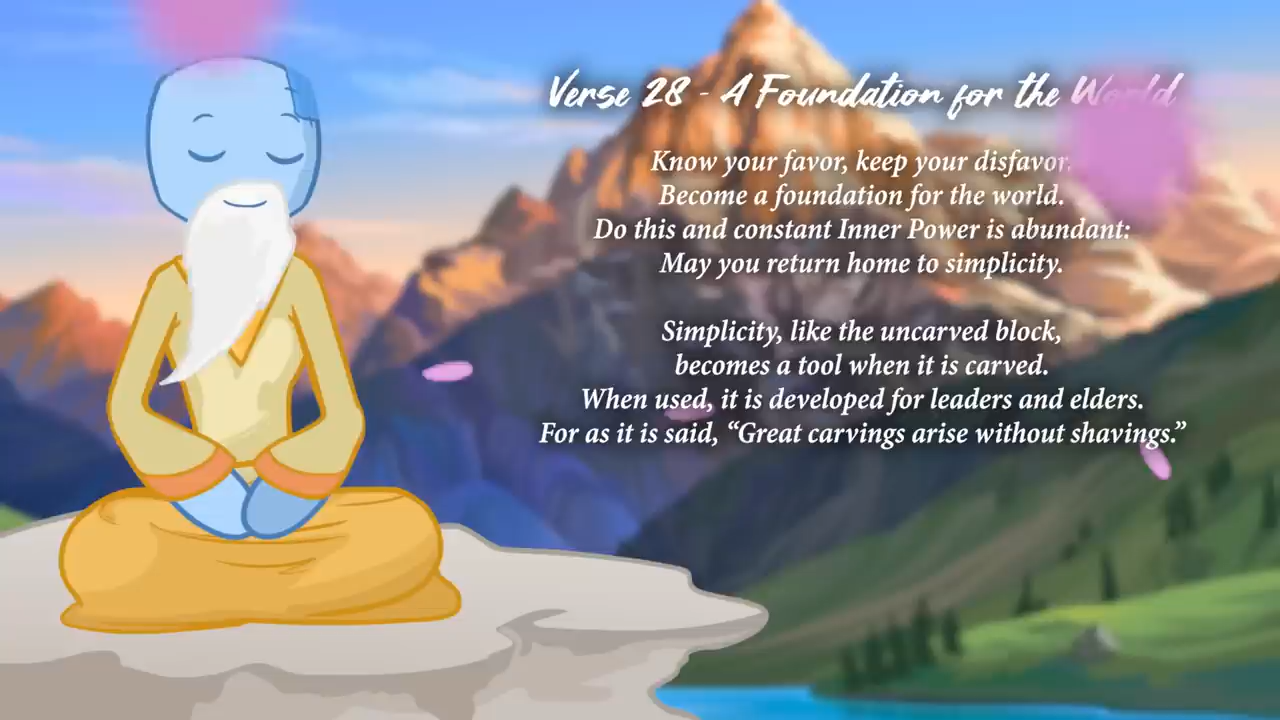 Verse 28 - A Foundation for the World
Know your favor, keep your disfavor.
Become a foundation for the world.
Do this and constant Inner Power is abundant:
May you return home to simplicity.
Simplicity, like the uncarved block,
becomes a tool when it is carved.
When used, it is developed for leaders and elders.
For as it is said, “Great carvings arise without shavings.”